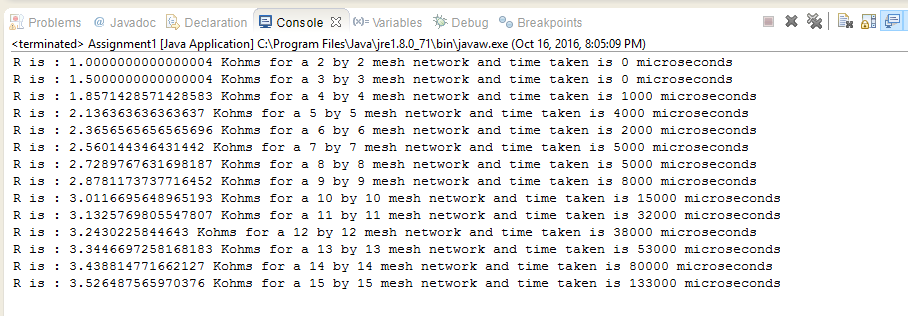 Problems @ Javadoc Declaration Console Variables Debug Breakpoints
<terminated> Assignment1 [Java Application] C:\Program Files\Java\jre1.8.0_71\bin\javaw.exe (Oct 16, 2016, 8:05:09 PM)
R is : 1.0000000000000004 Kohms for a 2 by 2 mesh network and time taken is 0 microseconds
R is : 1.5000000000000004 Kohms for a 3 by 3 mesh network and time taken is 0 microseconds
R is : 1.8571428571428583 Kohms for a 4 by 4 mesh network and time taken is 1000 microseconds
R is : 2.136363636363637 Kohms for a 5 by 5 mesh network and time taken is 4000 microseconds
R is : 2.3656565656565696 Kohms for a 6 by 6 mesh network and time taken is 2000 microseconds
R is : 2.560144346431442 Kohms for a 7 by 7 mesh network and time taken is 5000 microseconds
R is : 2.7289767631698187 Kohms for a 8 by 8 mesh network and time taken is 5000 microseconds
R is : 2.8781173737716452 Kohms for a 9 by 9 mesh network and time taken is 8000 microseconds
R is : 3.0116695648965193 Kohms for a 10 by 10 mesh network and time taken is 15000 microseconds
R is : 3.1325769805547807 Kohms for a 11 by 11 mesh network and time taken is 32000 microseconds
R is : 3.2430225844643 Kohms for a 12 by 12 mesh network and time taken is 38000 microseconds
R is : 3.3446697258168183 Kohms for a 13 by 13 mesh network and time taken is 53000 microseconds
R is : 3.438814771662127 Kohms for a 14 by 14 mesh network and time taken is 80000 microseconds
R is : 3.526487565970376 Kohms for a 15 by 15 mesh network and time taken is 133000 microseconds